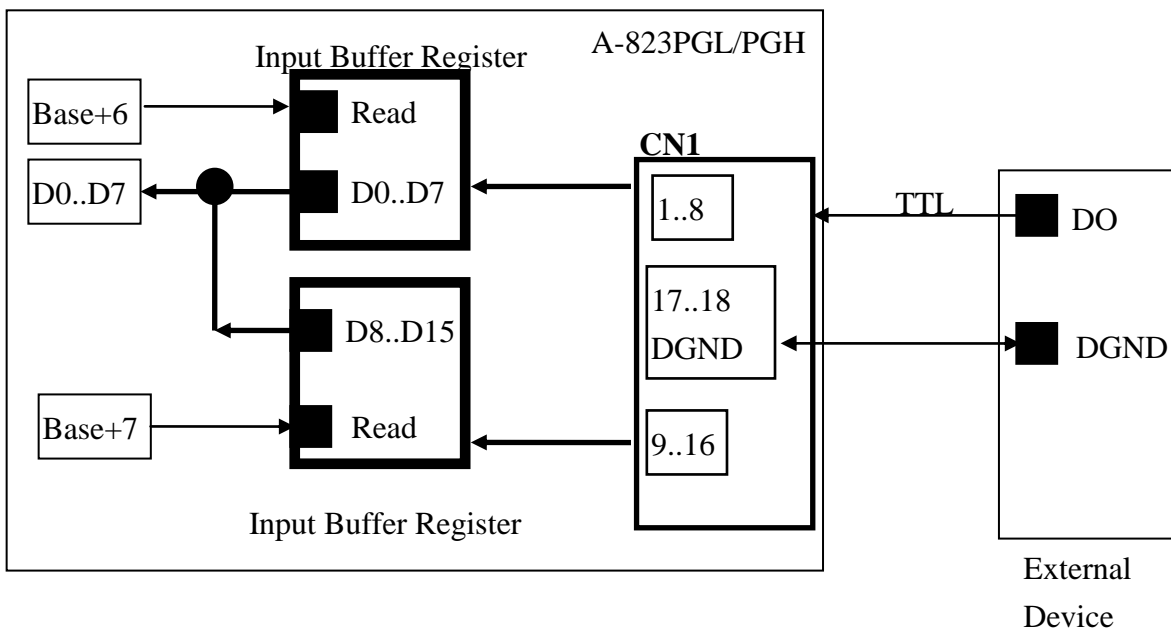 A-823PGL/PGH
Input Buffer Register
Base+6
Read
D0..D7
D0..D7
CN1
1..8
TTL
DO
17..18
DGND
DGND
D8..D15
Base+7
Read
9..16
Input Buffer Register
External
Device